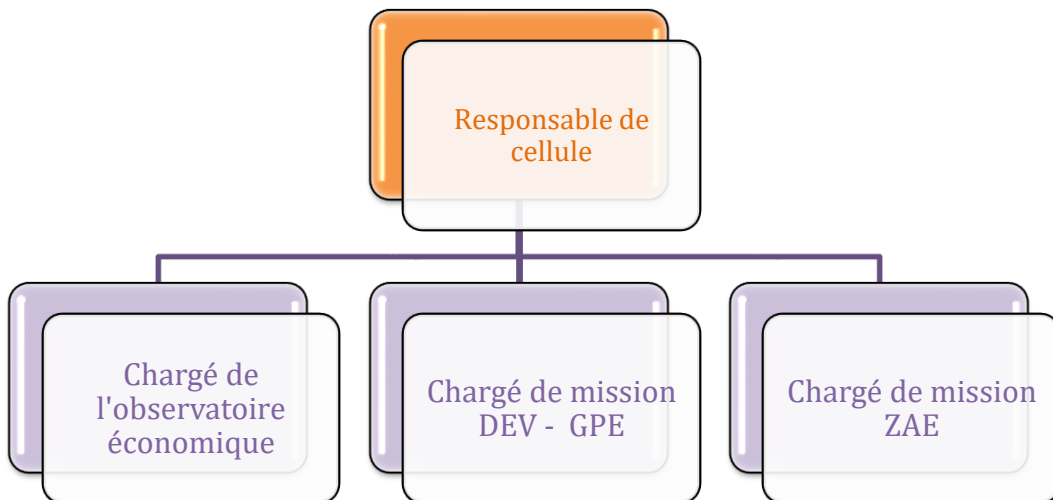 Responsable de
cellule
Chargé de
l'observatoire
économique
Chargé de mission
DEV - GPE
Chargé de mission
ZAE